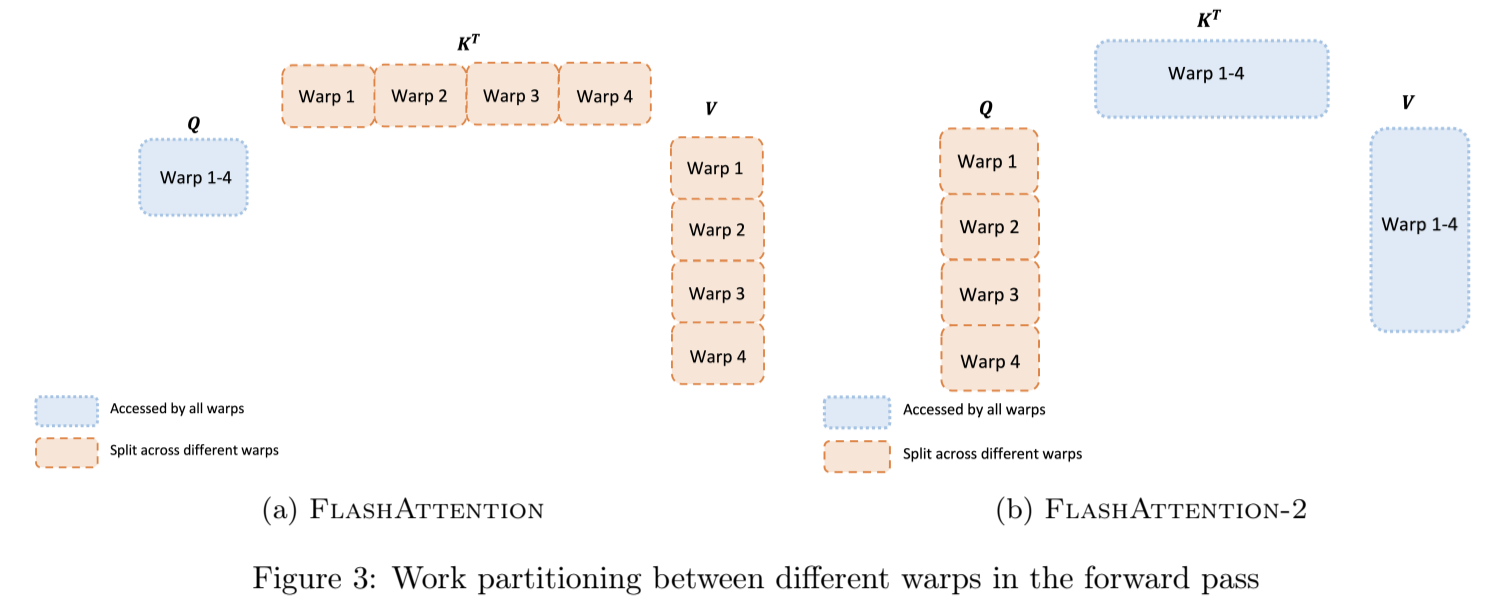 K^T
Warp 1 Warp 2 Warp 3 Warp 4
Q
Warp 1-4
V
Warp 1
Warp 2
Warp 3
Warp 4
Accessed by all warps
Split across different warps
(a) FLASHATTENTION
K^T
Warp 1-4
Q
Warp 1
Warp 2
Warp 3
Warp 4
V
Warp 1-4
Accessed by all warps
Split across different warps
(b) FLASHATTENTION-2
Figure 3: Work partitioning between different warps in the forward pass